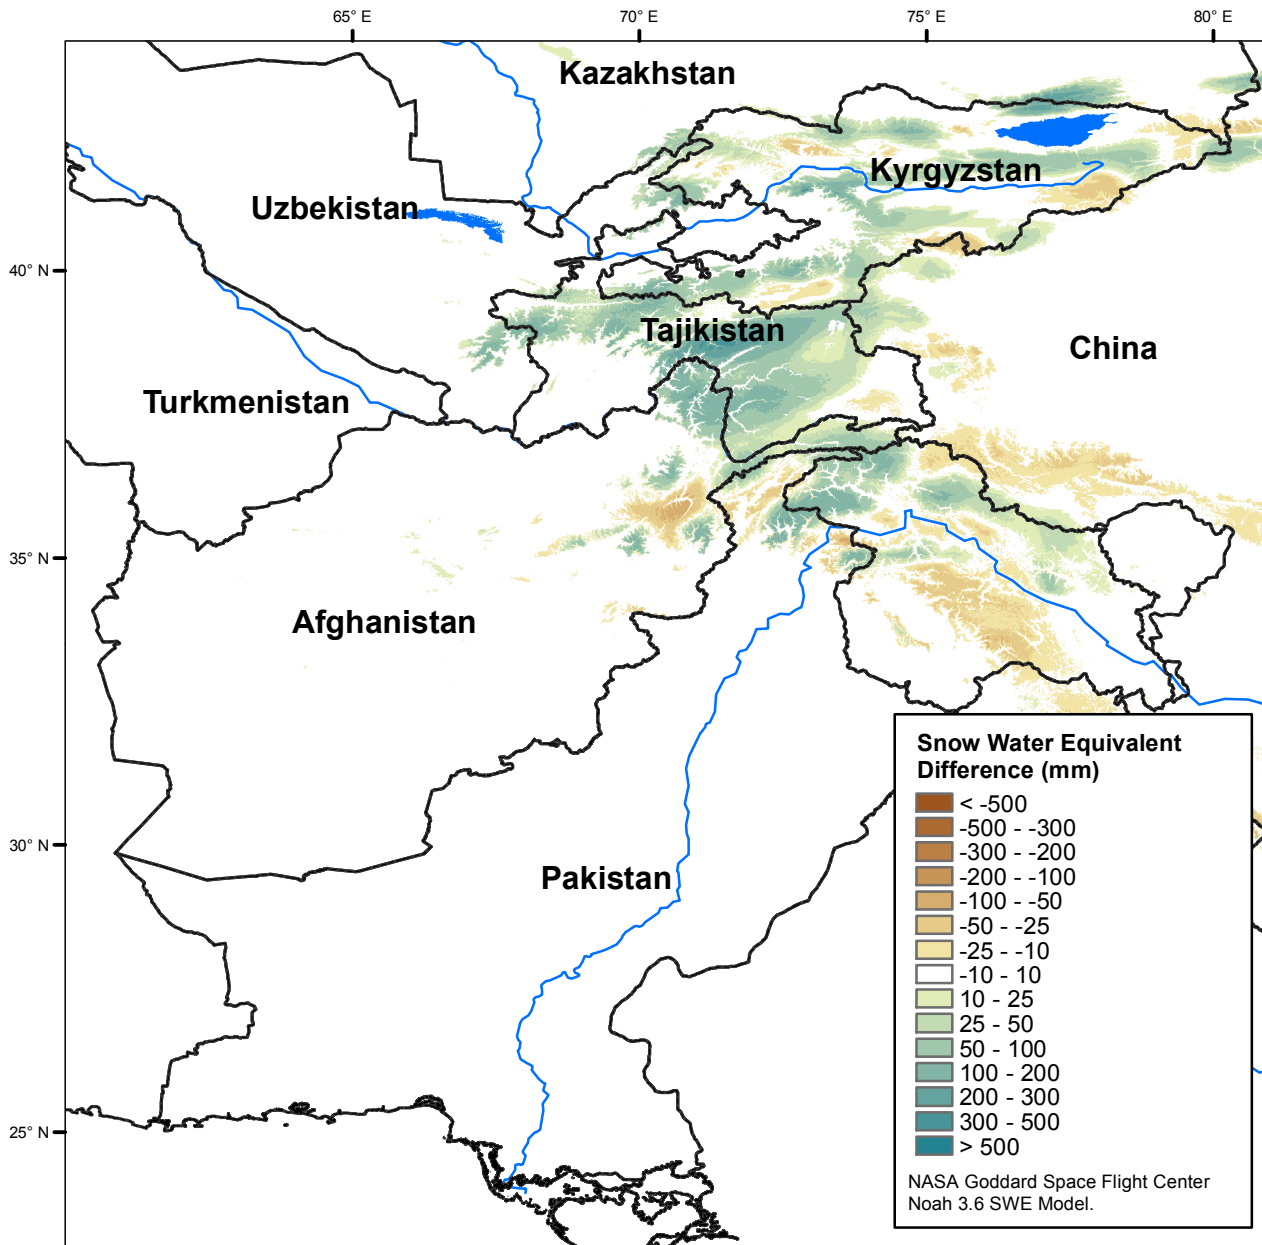 65° E
70° E
75° E
80° E
Kazakhstan
Kyrgyzstan
Uzbekistan
40° N
Tajikistan
China
Turkmenistan
35° N
Afghanistan
30° N
Pakistan
25° N
Snow Water Equivalent
Difference (mm)
< -500
-500 - -300
-300 - -200
-200 - -100
-100 - -50
-50 - -25
-25 - -10
-10 - 10
10 - 25
25 - 50
50 - 100
100 - 200
200 - 300
300 - 500
> 500
NASA Goddard Space Flight Center
Noah 3.6 SWE Model.